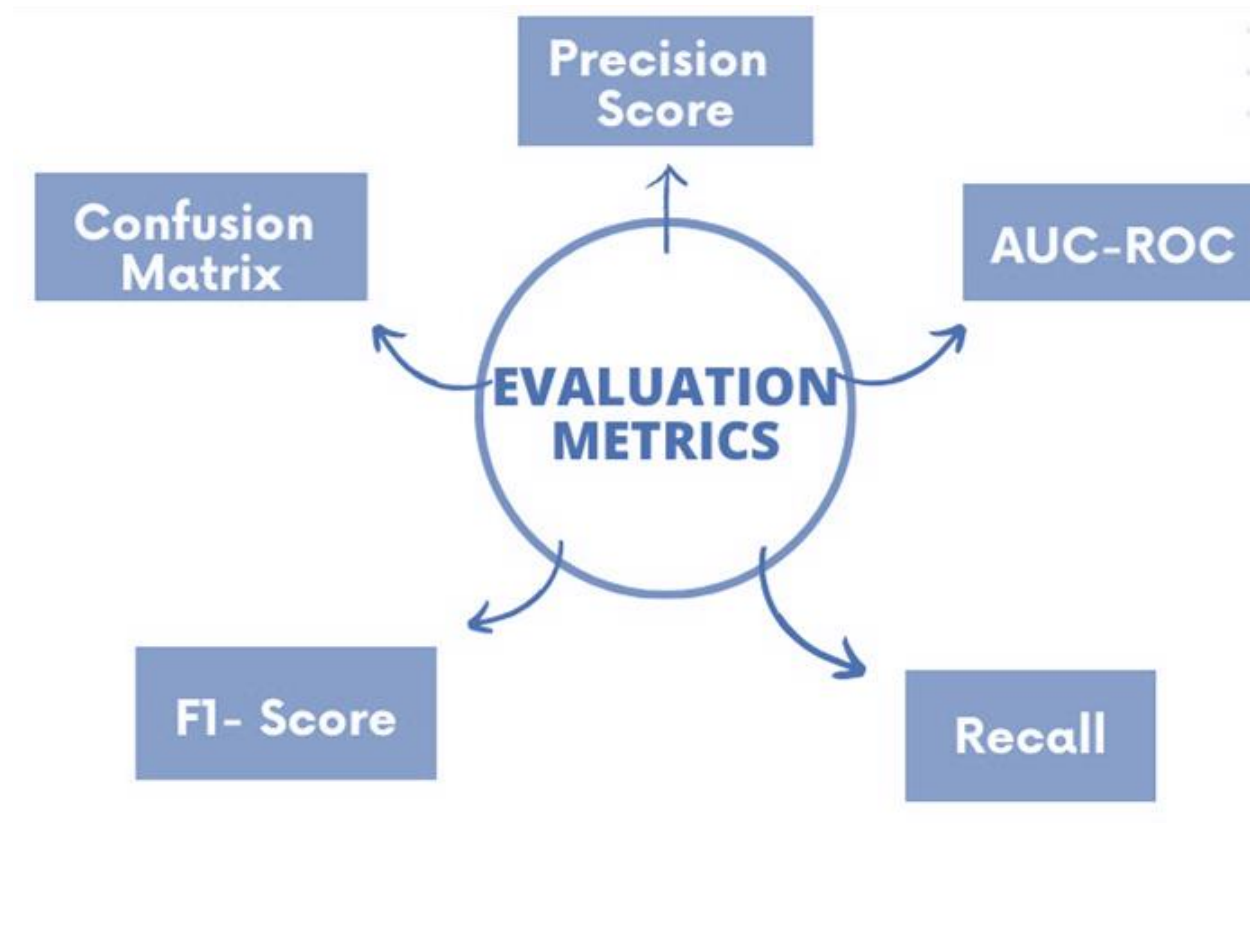 Precision
Score
Confusion
Matrix
AUC-ROC
EVALUATION
METRICS
F1- Score
Recall